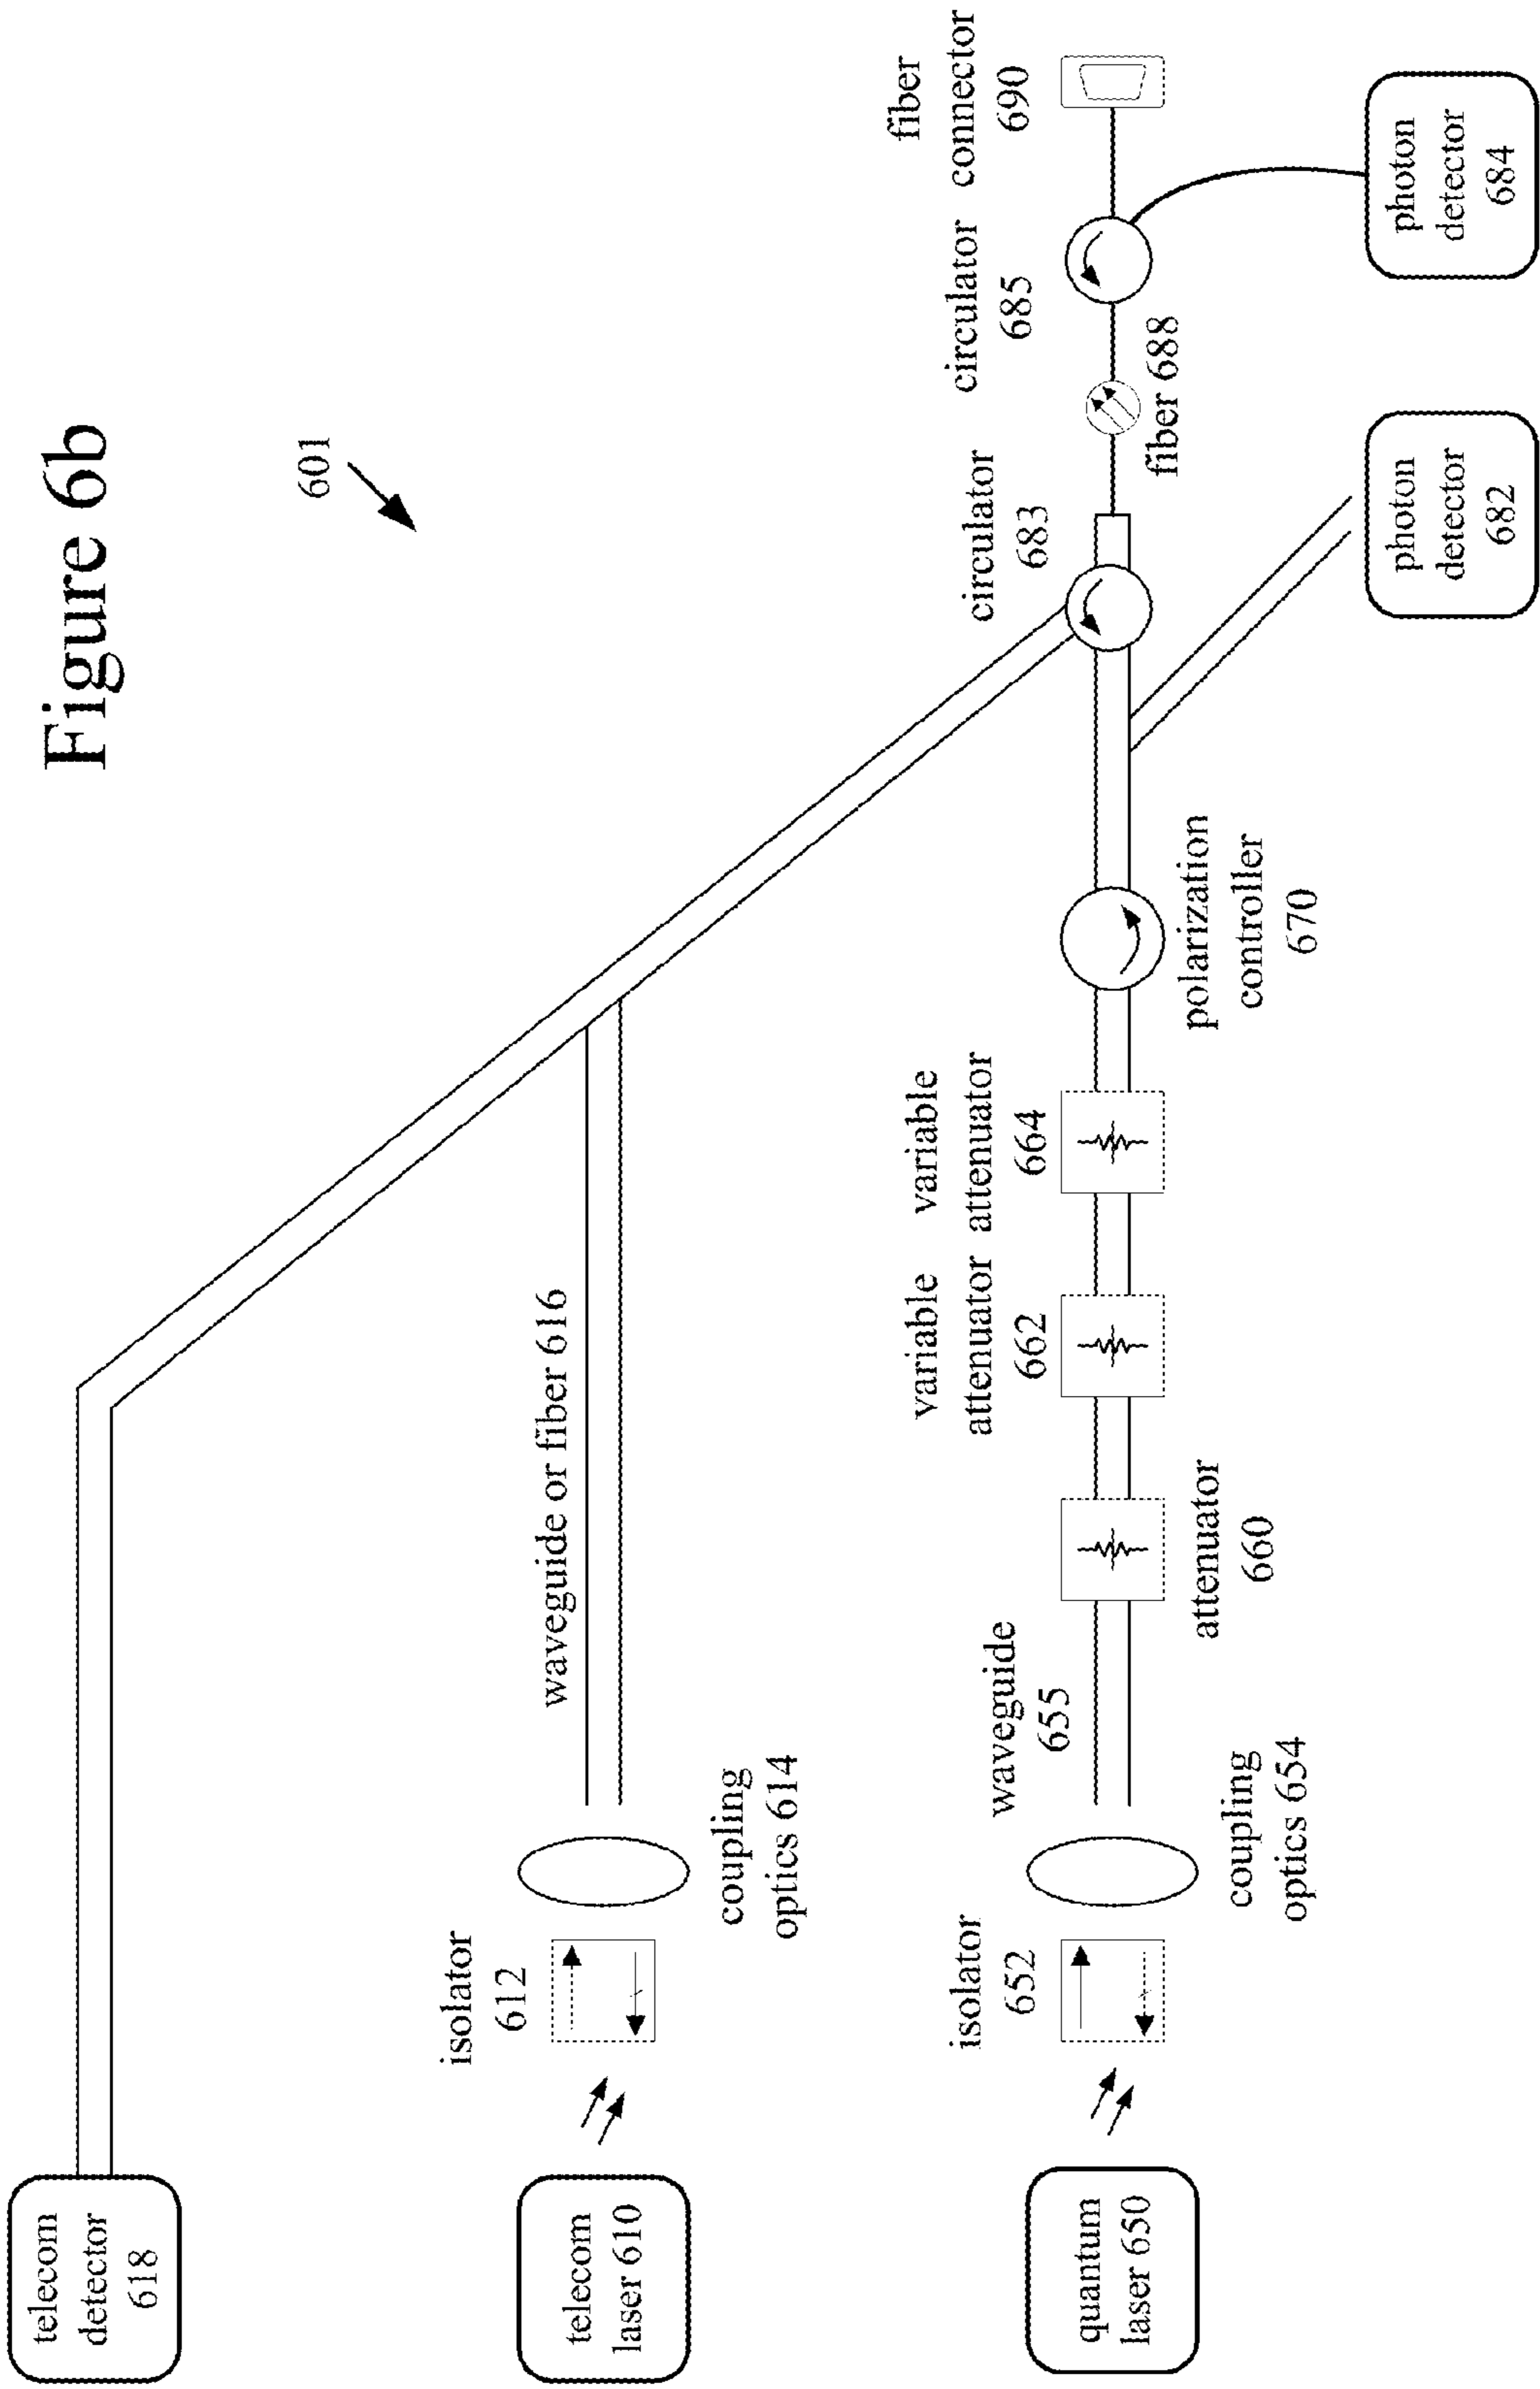 Figure 6b
601
telecom
detector
618
telecom
laser 610
isolator
612
coupling
optics 614
waveguide or fiber 616
quantum
laser 650
isolator
652
coupling
optics 654
waveguide
655
attenuator
660
variable
attenuator
662
variable
attenuator
664
polarization
controller
670
circulator
683
fiber 688
circulator
685
fiber
connector
690
photon
detector
682
photon
detector
684